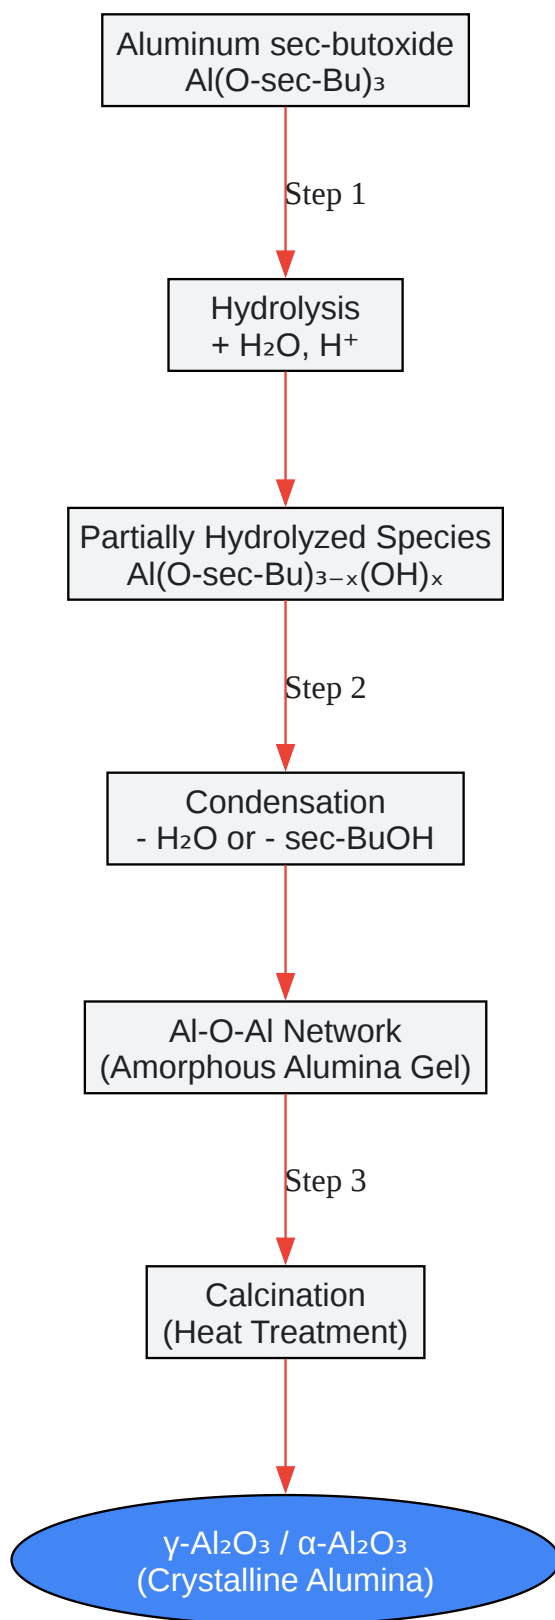 Aluminum sec-butoxide
Al(O-sec-Bu)₃
Step 1
Hydrolysis
+ H₂O, H⁺
Partially Hydrolyzed Species
Al(O-sec-Bu)₃₋ₓ(OH)ₓ
Step 2
Condensation
- H₂O or - sec-BuOH
Al-O-Al Network
(Amorphous Alumina Gel)
Step 3
Calcination
(Heat Treatment)
γ-Al₂O₃ / α-Al₂O₃
(Crystalline Alumina)